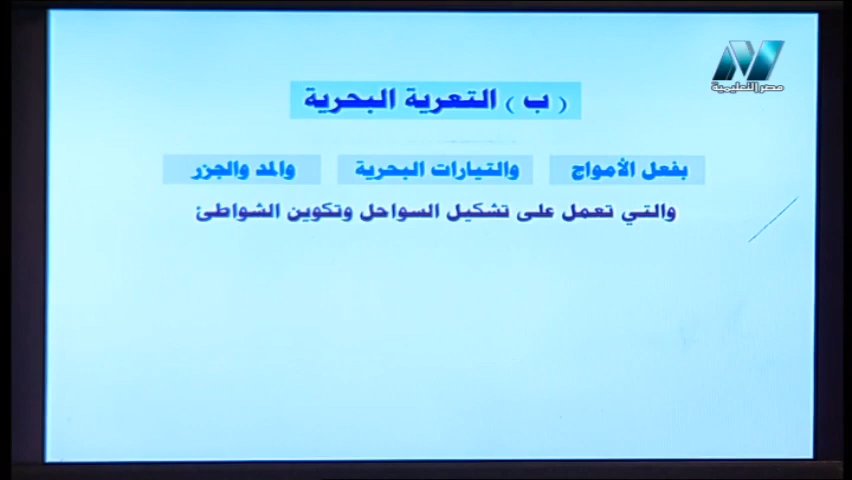 مصر التعليمية
( ب ) التعرية البحرية
بفعل الأمواج والتيارات البحرية والمد والجزر
والتي تعمل على تشكيل السواحل وتكوين الشواطئ